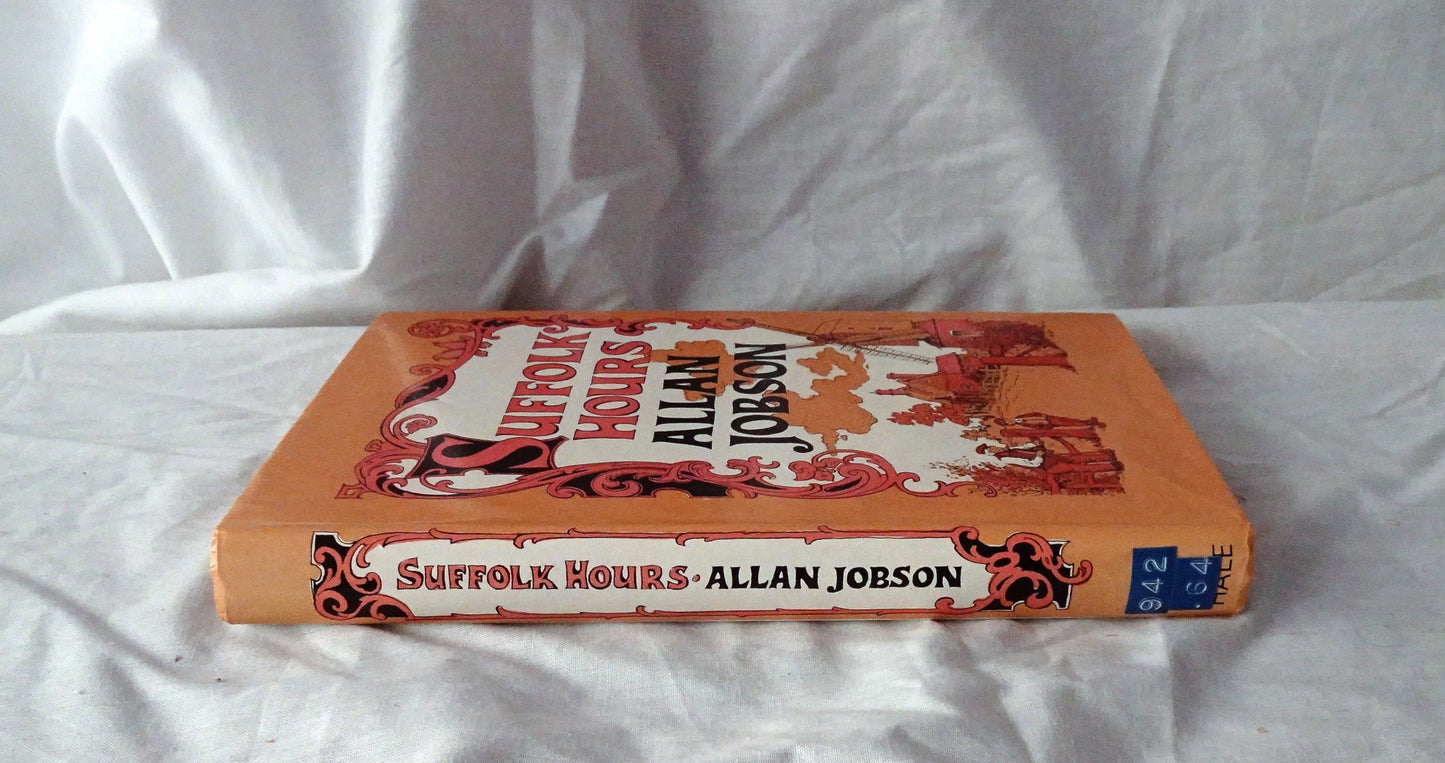 SUFFOLK
HOURS
ALLAN
JOBSON
SUFFOLK HOURS · ALLAN JOBSON
942
.64
HALE